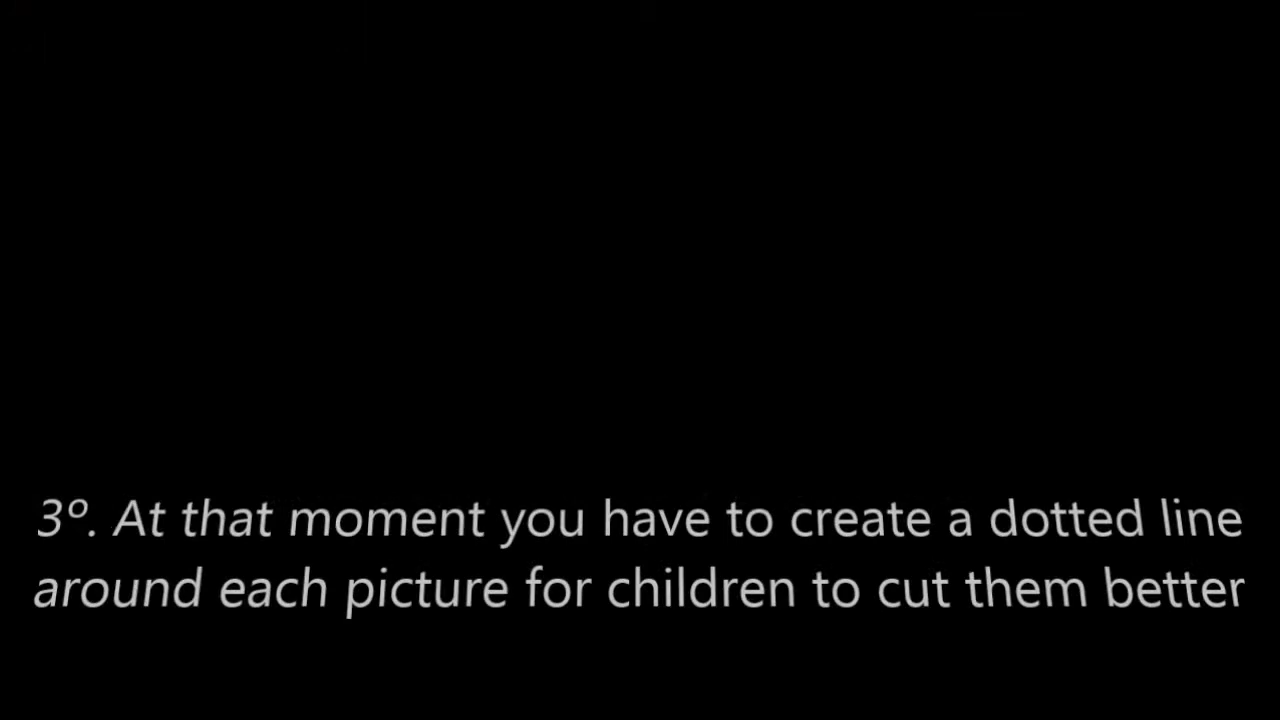 3º. At that moment you have to create a dotted line
around each picture for children to cut them better